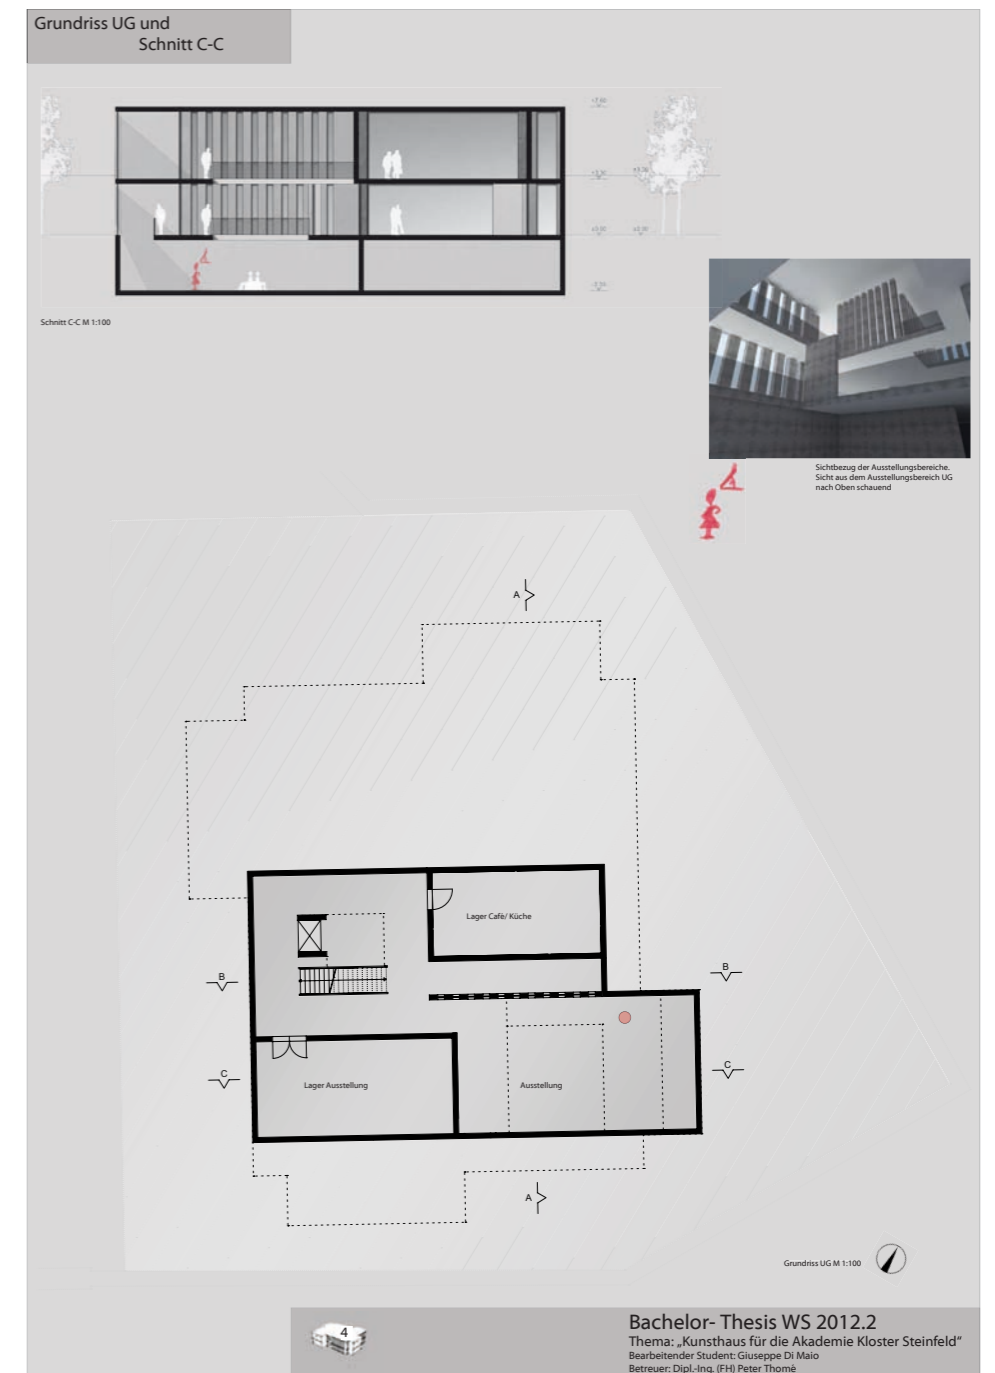 Grundriss UG und
Schnitt C-C
Schnitt C-C M 1:100
Sichtbezug der Ausstellungsbereiche.
Sicht aus dem Ausstellungsbereich UG
nach Oben schauend
A
Lager Cafè/ Küche
B
B
C
C
Lager Ausstellung
Ausstellung
A
Grundriss UG M 1:100
4
Bachelor- Thesis WS 2012.2
Thema: „Kunsthaus für die Akademie Kloster Steinfeld“
Bearbeitender Student: Giuseppe Di Maio
Betreuer: Dipl.-Ing. (FH) Peter Thomè